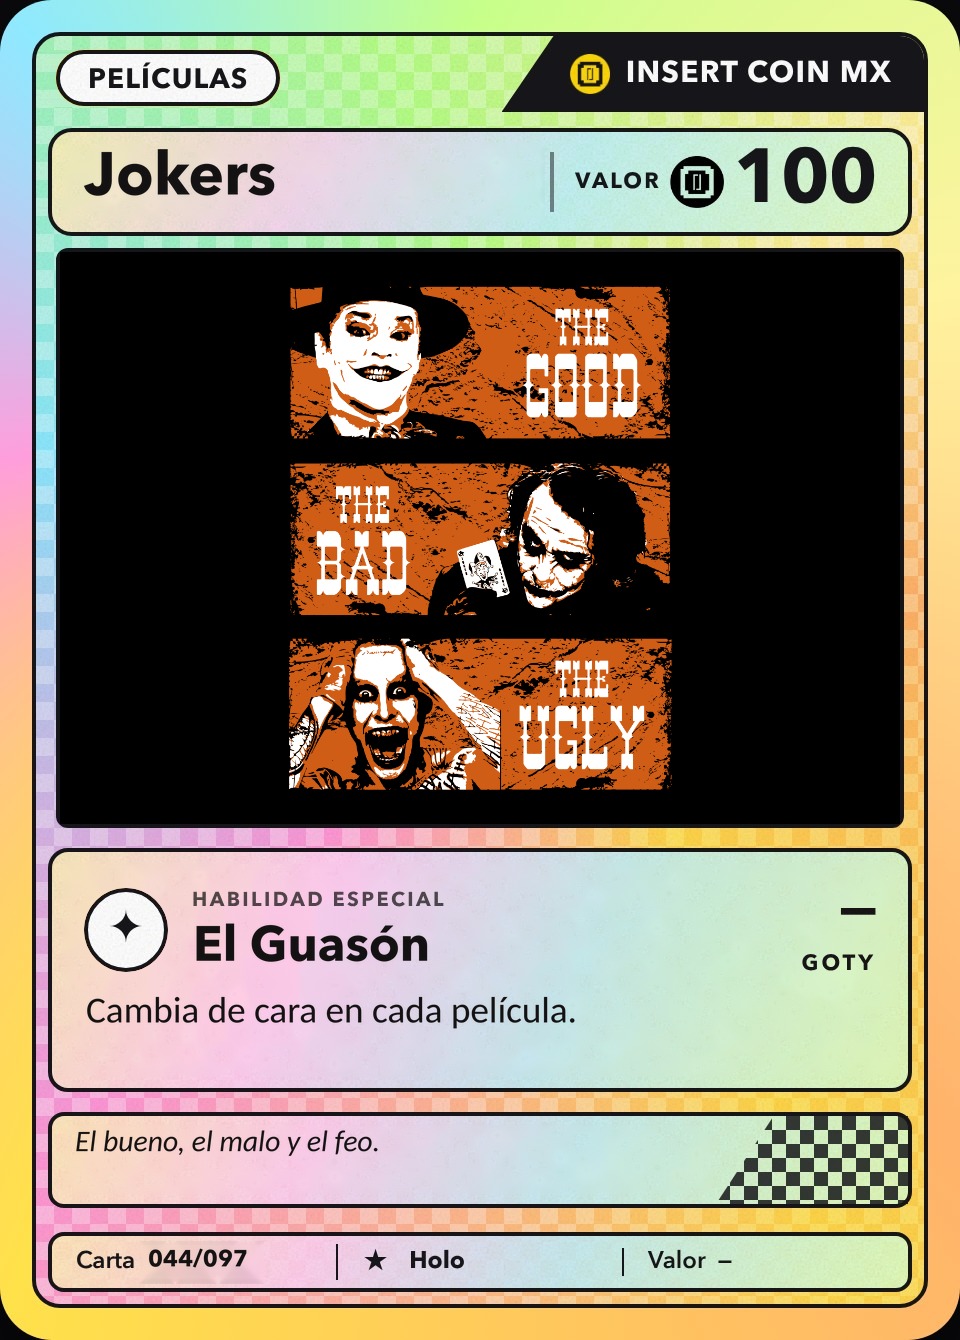 PELÍCULAS
INSERT COIN MX
Jokers
VALOR 100
THE
GOOD
THE
BAD
THE
UGLY
HABILIDAD ESPECIAL
El Guasón
–
GOTY
Cambia de cara en cada película.
El bueno, el malo y el feo.
Carta 044/097 ★ Holo Valor –